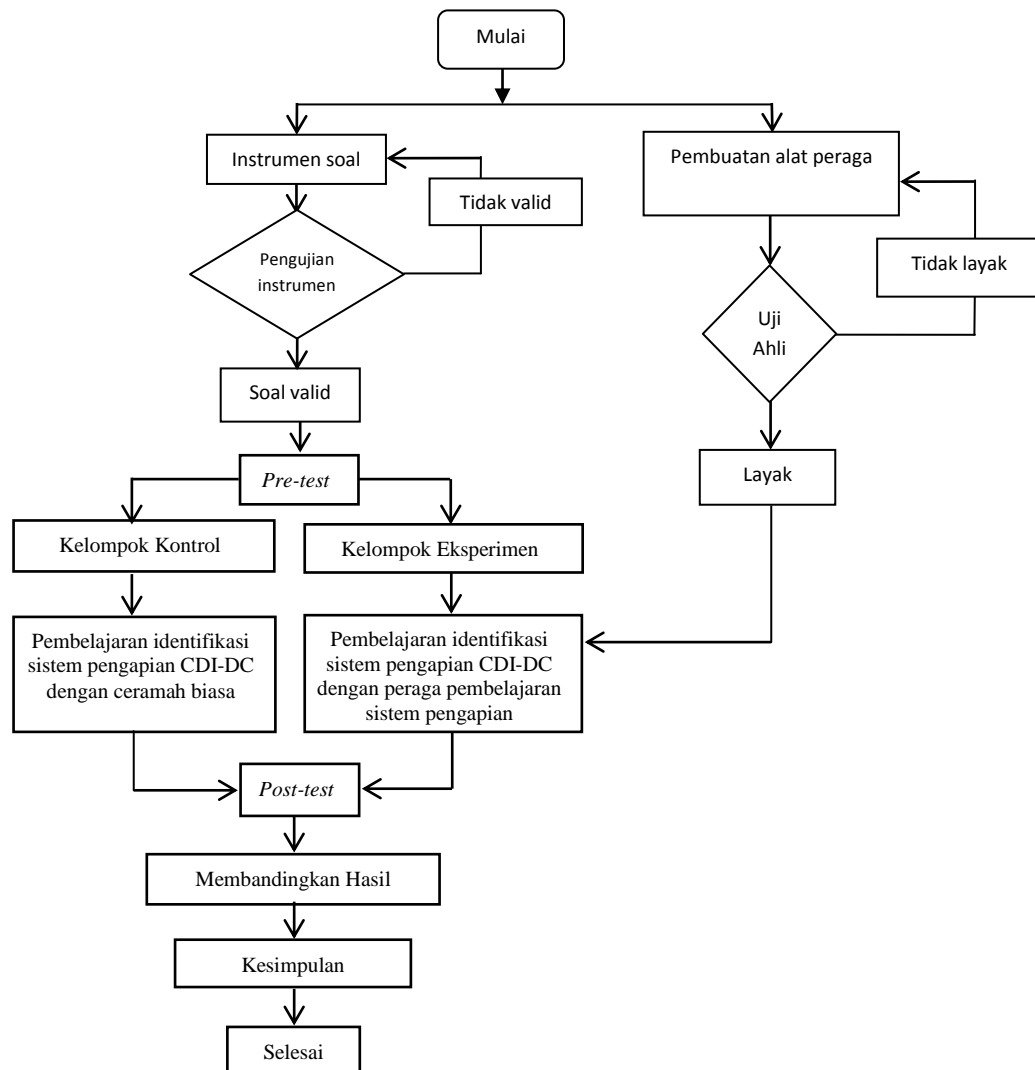 Mulai
Instrumen soal
Pembuatan alat peraga
Tidak valid
Pengujian
instrumen
Tidak layak
Uji
Ahli
Soal valid
Pre-test
Layak
Kelompok Kontrol
Kelompok Eksperimen
Pembelajaran identifikasi
sistem pengapian CDI-DC
dengan ceramah biasa
Pembelajaran identifikasi
sistem pengapian CDI-DC
dengan peraga pembelajaran
sistem pengapian
Post-test
Membandingkan Hasil
Kesimpulan
Selesai